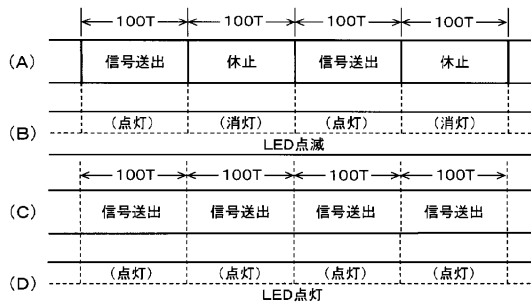 100T 100T 100T 100T
(A) 信号送出 休止 信号送出 休止
(B) (点灯) (消灯) (点灯) (消灯)
LED点滅
100T 100T 100T 100T
(C) 信号送出 信号送出 信号送出 信号送出
(D) (点灯) (点灯) (点灯) (点灯)
LED点灯